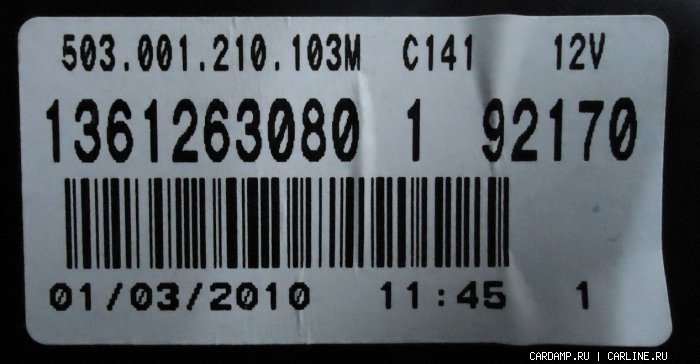 503.001.210.103M C141 12V
1361263080 1 92170
01/03/2010 11:45 1
CARDAMP.RU | CARLINE.RU